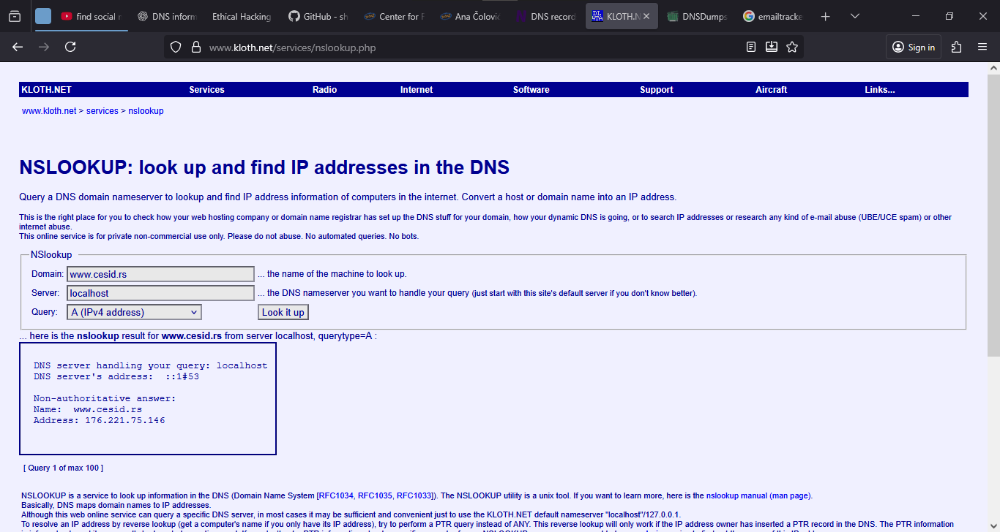 find social
DNS inform
Ethical Hacking
GitHub - sh
Center for F
Ana Čolović
DNS record
KLOTH.N
DNSDumps
emailtracke
www.kloth.net/services/nslookup.php
Sign in
KLOTH.NET Services Radio Internet Software Support Aircraft Links...
www.kloth.net > services > nslookup
NSLOOKUP: look up and find IP addresses in the DNS
Query a DNS domain nameserver to lookup and find IP address information of computers in the internet. Convert a host or domain name into an IP address.
This is the right place for you to check how your web hosting company or domain name registrar has set up the DNS stuff for your domain, how your dynamic DNS is going, or to search IP addresses or research any kind of e-mail abuse (UBE/UCE spam) or other
internet abuse.
This online service is for private non-commercial use only. Please do not abuse. No automated queries. No bots.
NSlookup
Domain: www.cesid.rs ... the name of the machine to look up.
Server: localhost ... the DNS nameserver you want to handle your query (just start with this site's default server if you don't know better).
Query: A (IPv4 address) Look it up
... here is the nslookup result for www.cesid.rs from server localhost, querytype=A :
DNS server handling your query: localhost
DNS server's address: ::1#53
Non-authoritative answer:
Name: www.cesid.rs
Address: 176.221.75.146
[ Query 1 of max 100 ]
NSLOOKUP is a service to look up information in the DNS (Domain Name System [RFC1034, RFC1035, RFC1033]). The NSLOOKUP utility is a unix tool. If you want to learn more, here is the nslookup manual (man page).
Basically, DNS maps domain names to IP addresses.
Although this web online service can query a specific DNS server, in most cases it may be sufficient and convenient just to use the KLOTH.NET default nameserver "localhost"/127.0.0.1.
To resolve an IP address by reverse lookup (get a computer's name if you only have its IP address), try to perform a PTR query instead of ANY. This reverse lookup will only work if the IP address owner has inserted a PTR record in the DNS. The PTR information